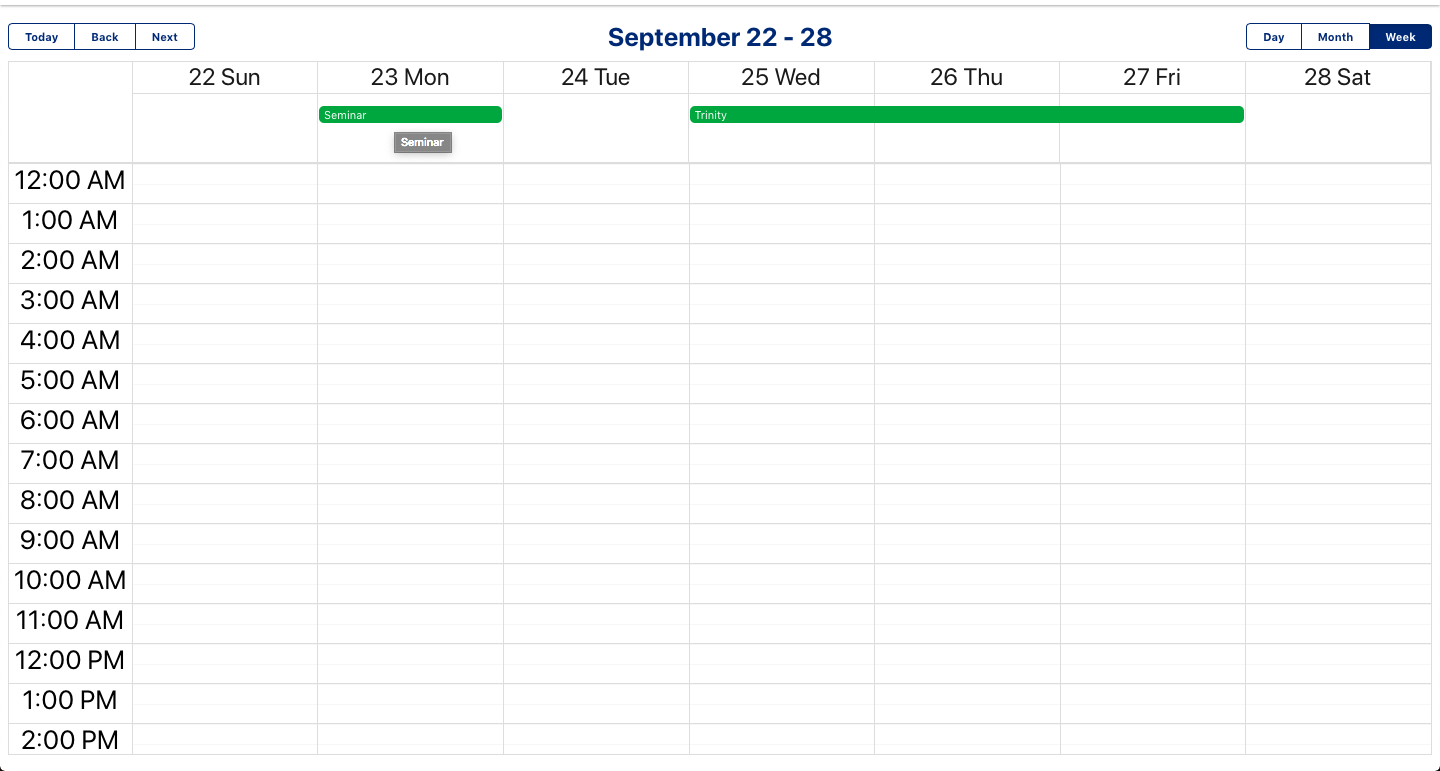 Today Back Next September 22 - 28 Day Month Week
22 Sun 23 Mon 24 Tue 25 Wed 26 Thu 27 Fri 28 Sat
Seminar Trinity
Seminar
12:00 AM
1:00 AM
2:00 AM
3:00 AM
4:00 AM
5:00 AM
6:00 AM
7:00 AM
8:00 AM
9:00 AM
10:00 AM
11:00 AM
12:00 PM
1:00 PM
2:00 PM